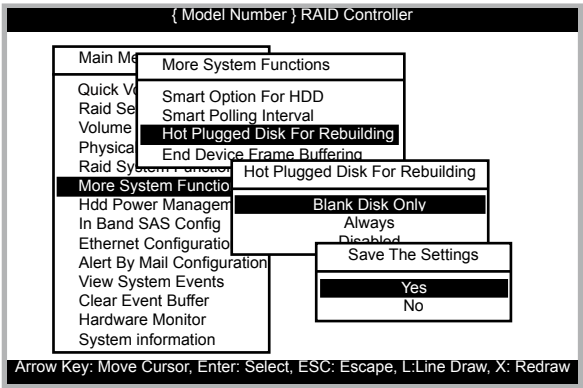 { Model Number } RAID Controller
Main Me
Quick Vo
Raid Se
Volume
Physica
Raid System Function
More System Functio
Hdd Power Managem
In Band SAS Config
Ethernet Configuratio
Alert By Mail Configuration
View System Events
Clear Event Buffer
Hardware Monitor
System information
More System Functions
Smart Option For HDD
Smart Polling Interval
Hot Plugged Disk For Rebuilding
End Device Frame Buffering
Hot Plugged Disk For Rebuilding
Blank Disk Only
Always
Disabled
Save The Settings
Yes
No
Arrow Key: Move Cursor, Enter: Select, ESC: Escape, L:Line Draw, X: Redraw